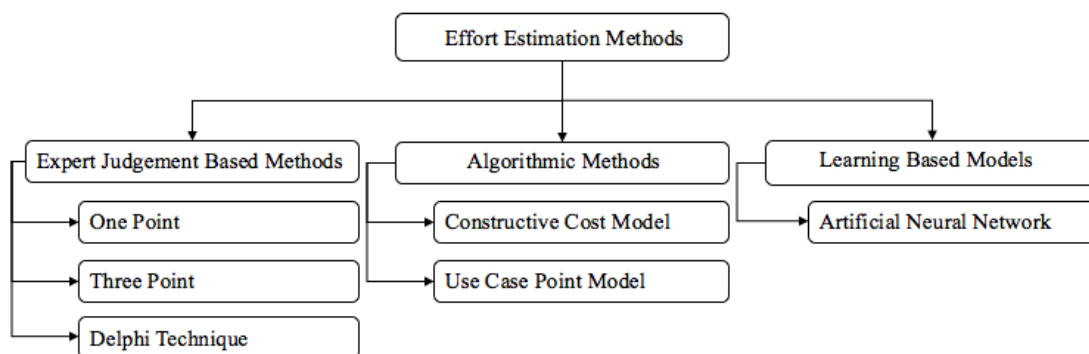 Effort Estimation Methods
Expert Judgement Based Methods
One Point
Three Point
Delphi Technique
Algorithmic Methods
Constructive Cost Model
Use Case Point Model
Learning Based Models
Artificial Neural Network